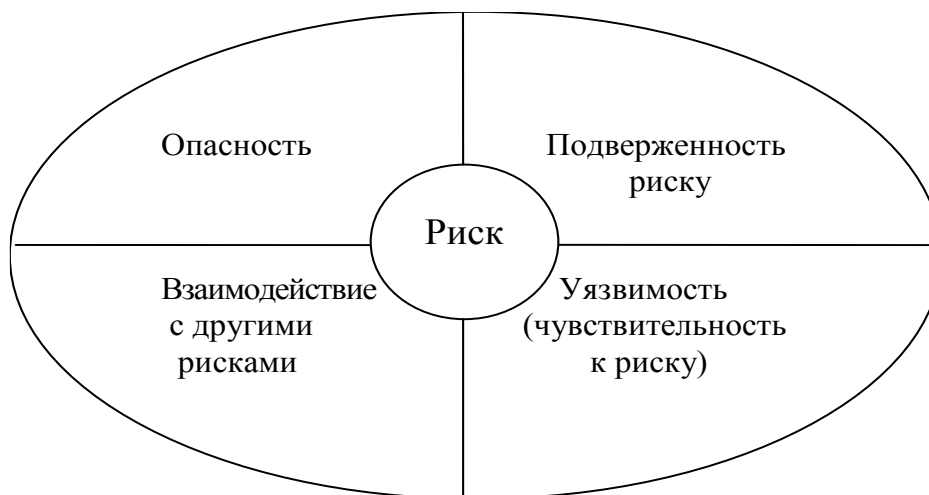 Опасность
Подверженность
риску
Риск
Взаимодействие
с другими
рисками
Уязвимость
(чувствительность
к риску)